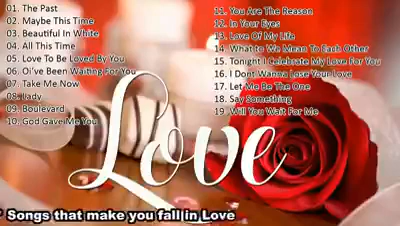 01. The Past
02. Maybe This Time
03. Beautiful In White
04. All This Time
05. Love To Be Loved By You
06. Oi've Been Waiting For You
07. Take Me Now
08. Lady
09. Boulevard
10. God Gave Me You
11. You Are The Reason
12. In Your Eyes
13. Love Of My Life
14. What to We Mean To Each Other
15. Tonight I Celebrate My Love For You
16. I Dont Wanna Lose Your Love
17. Let Me Be The One
18. Say Something
19. Will You Wait For Me
Love
Songs that make you fall in Love